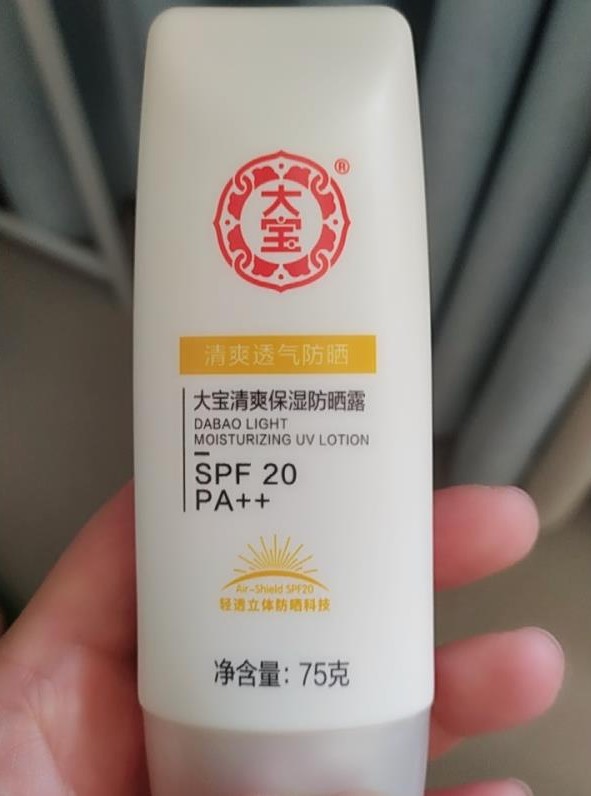 大宝®
清爽透气防晒
大宝清爽保湿防晒露
DABAO LIGHT
MOISTURIZING UV LOTION
SPF 20
PA++
Air-Shield SPF20
轻透立体防晒科技
净含量：75克